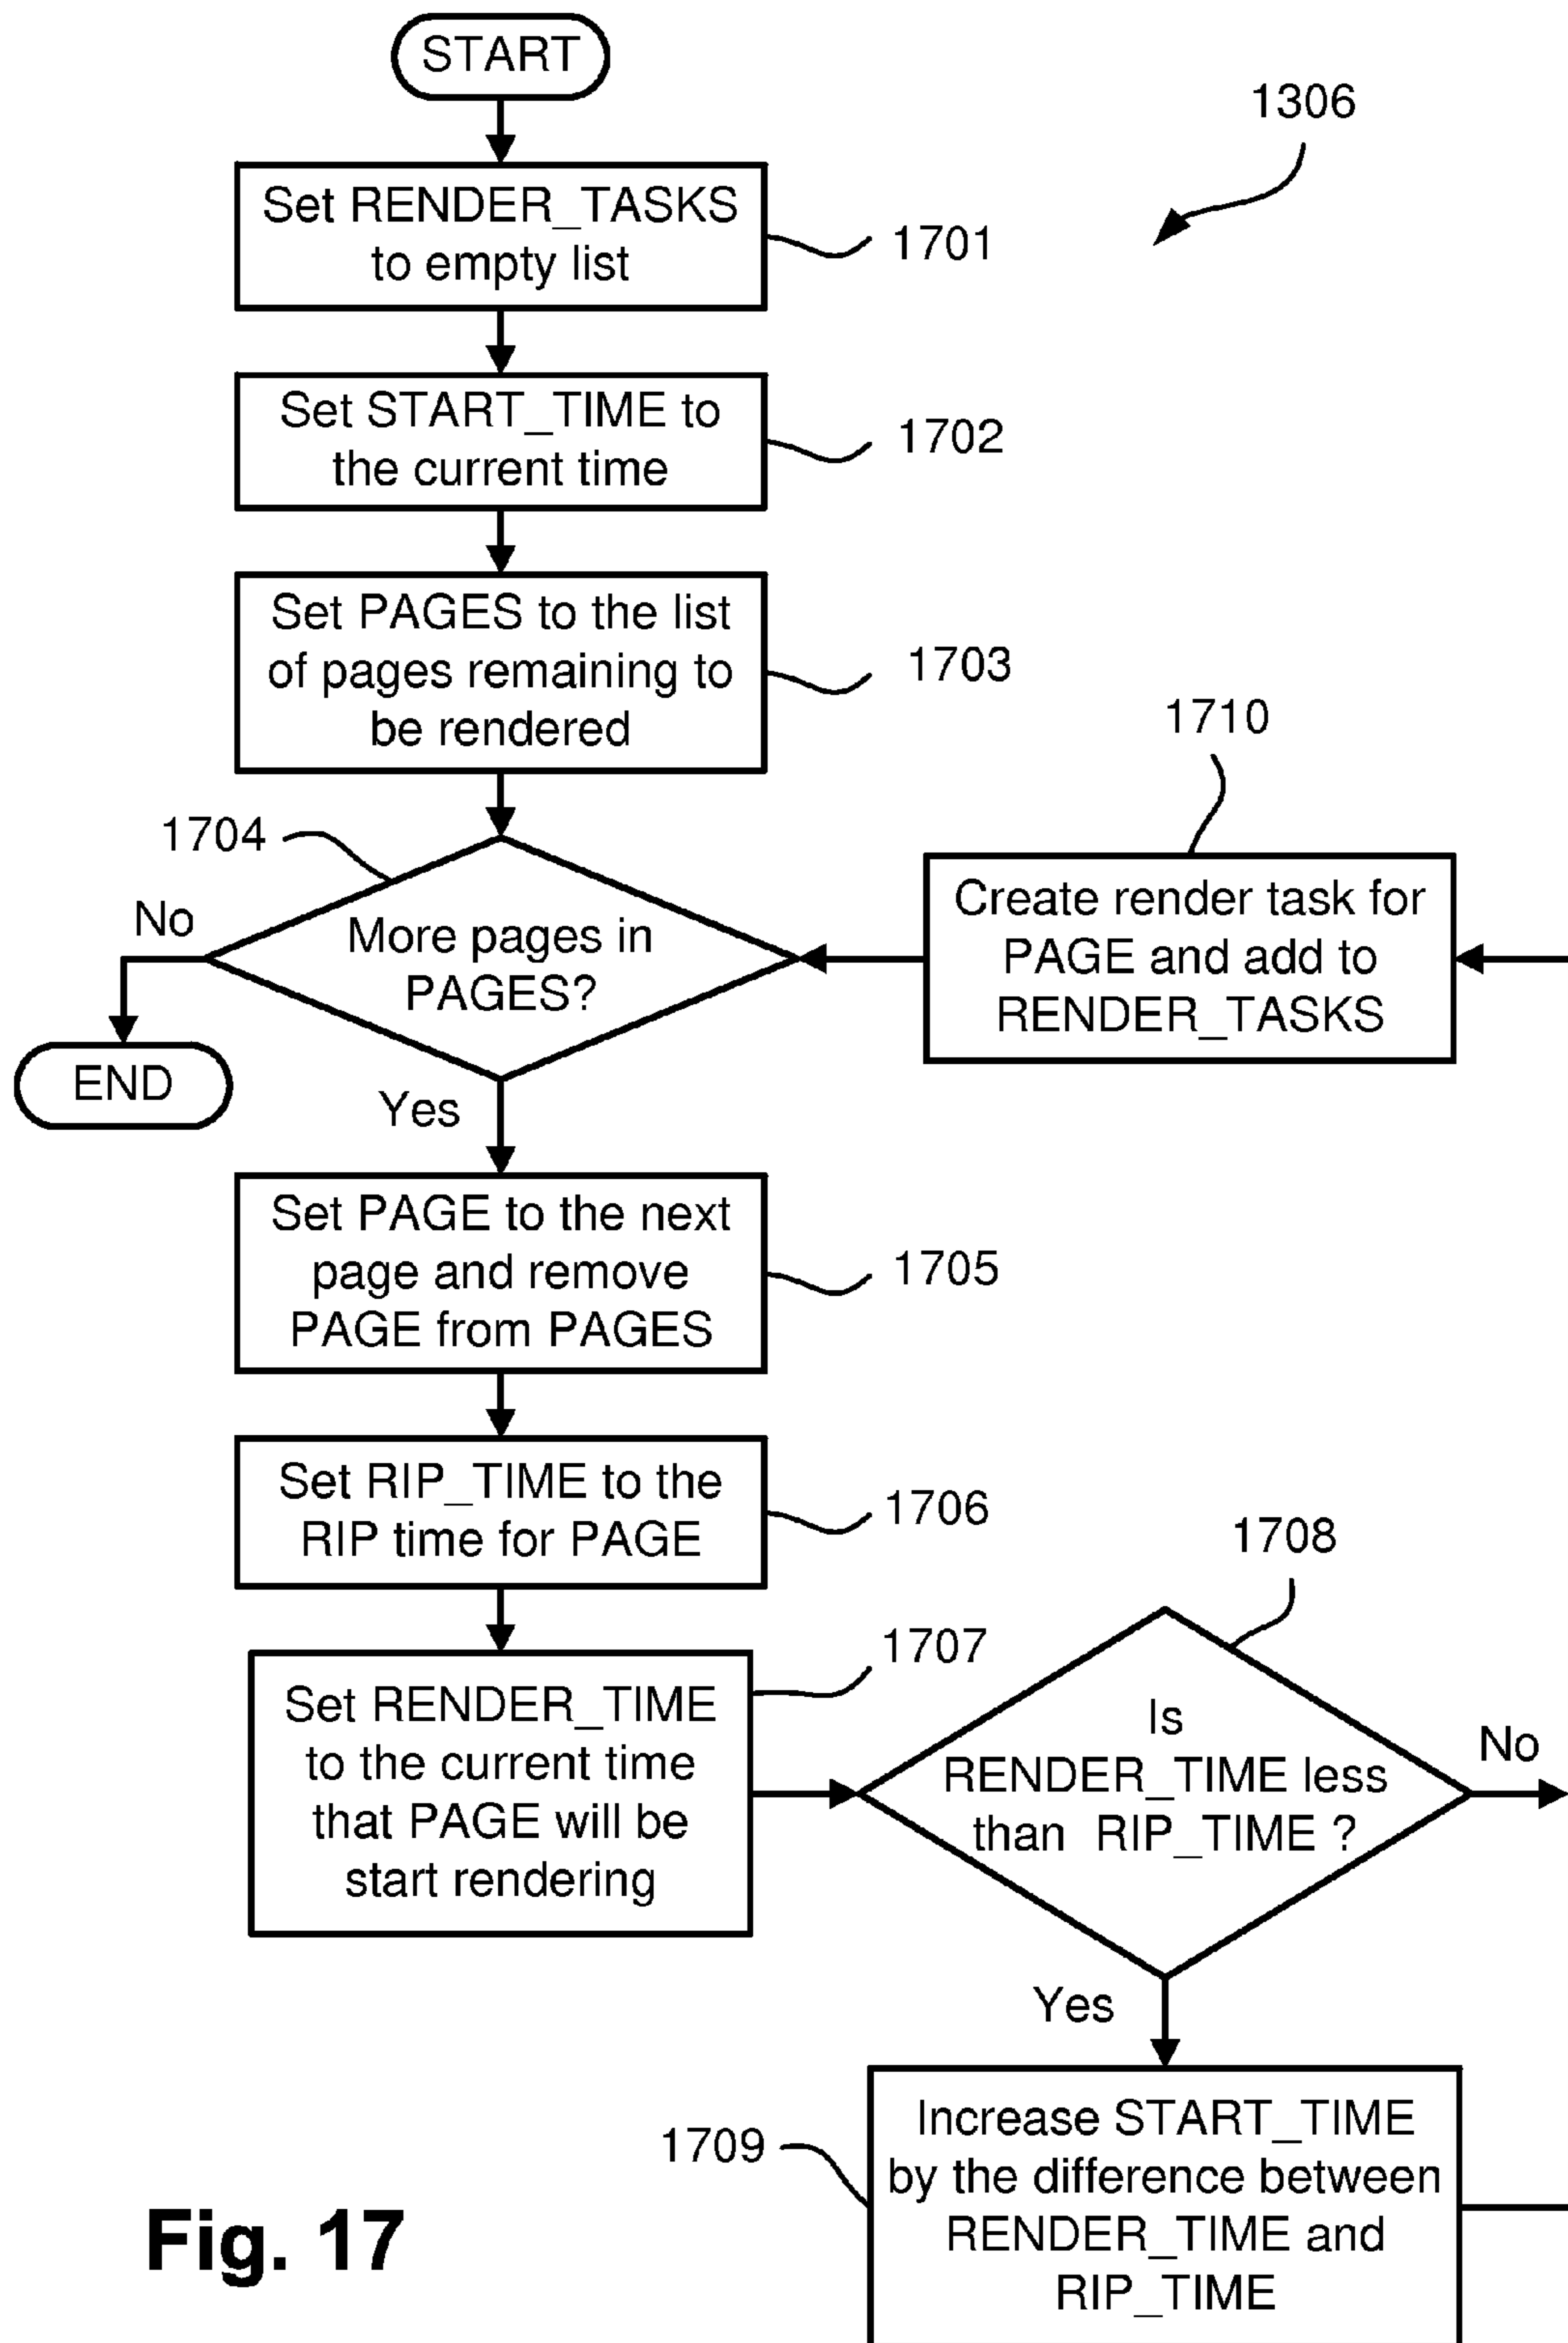 START
1306
Set RENDER_TASKS
to empty list
1701
Set START_TIME to
the current time
1702
Set PAGES to the list
of pages remaining to
be rendered
1703
1710
1704
No
More pages in
PAGES?
Create render task for
PAGE and add to
RENDER_TASKS
END
Yes
Set PAGE to the next
page and remove
PAGE from PAGES
1705
Set RIP_TIME to the
RIP time for PAGE
1706
1708
1707
Set RENDER_TIME
to the current time
that PAGE will be
start rendering
Is
RENDER_TIME less
than RIP_TIME ?
No
Yes
1709
Increase START_TIME
by the difference between
RENDER_TIME and
RIP_TIME
Fig. 17